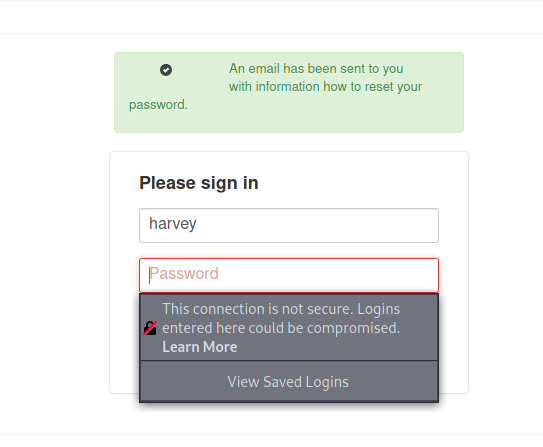 An email has been sent to you
with information how to reset your
password.
Please sign in
harvey
Password
This connection is not secure. Logins
entered here could be compromised.
Learn More
View Saved Logins